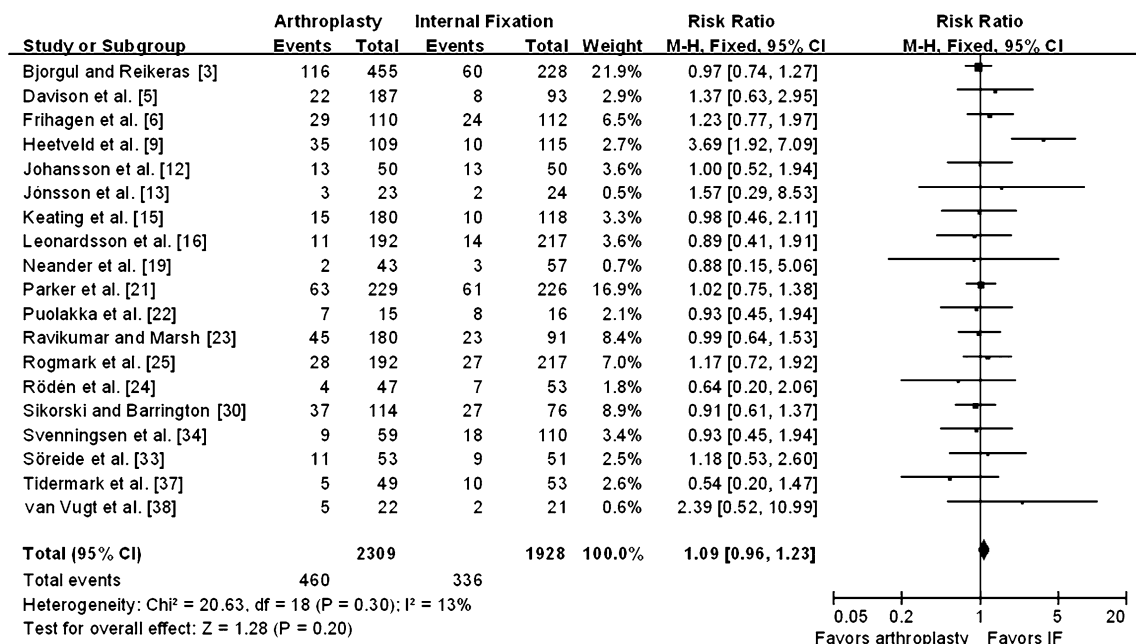 Arthroplasty Internal Fixation Risk Ratio Risk Ratio
Study or Subgroup Events Total Events Total Weight M-H, Fixed, 95% CI M-H, Fixed, 95% CI
Bjorgul and Reikeras [3] 116 455 60 228 21.9% 0.97 [0.74, 1.27]
Davison et al. [5] 22 187 8 93 2.9% 1.37 [0.63, 2.95]
Frihagen et al. [6] 29 110 24 112 6.5% 1.23 [0.77, 1.97]
Heetveld et al. [9] 35 109 10 115 2.7% 3.69 [1.92, 7.09]
Johansson et al. [12] 13 50 13 50 3.6% 1.00 [0.52, 1.94]
Jónsson et al. [13] 3 23 2 24 0.5% 1.57 [0.29, 8.53]
Keating et al. [15] 15 180 10 118 3.3% 0.98 [0.46, 2.11]
Leonardsson et al. [16] 11 192 14 217 3.6% 0.89 [0.41, 1.91]
Neander et al. [19] 2 43 3 57 0.7% 0.88 [0.15, 5.06]
Parker et al. [21] 63 229 61 226 16.9% 1.02 [0.75, 1.38]
Puolakka et al. [22] 7 15 8 16 2.1% 0.93 [0.45, 1.94]
Ravikumar and Marsh [23] 45 180 23 91 8.4% 0.99 [0.64, 1.53]
Rogmark et al. [25] 28 192 27 217 7.0% 1.17 [0.72, 1.92]
Rödén et al. [24] 4 47 7 53 1.8% 0.64 [0.20, 2.06]
Sikorski and Barrington [30] 37 114 27 76 8.9% 0.91 [0.61, 1.37]
Svenningsen et al. [34] 9 59 18 110 3.4% 0.93 [0.45, 1.94]
Söreide et al. [33] 11 53 9 51 2.5% 1.18 [0.53, 2.60]
Tidermark et al. [37] 5 49 10 53 2.6% 0.54 [0.20, 1.47]
van Vugt et al. [38] 5 22 2 21 0.6% 2.39 [0.52, 10.99]
Total (95% CI) 2309 1928 100.0% 1.09 [0.96, 1.23]
Total events 460 336
Heterogeneity: Chi² = 20.63, df = 18 (P = 0.30); I² = 13%
Test for overall effect: Z = 1.28 (P = 0.20)
0.05 0.2 1 5 20
Favors arthroplasty Favors IF